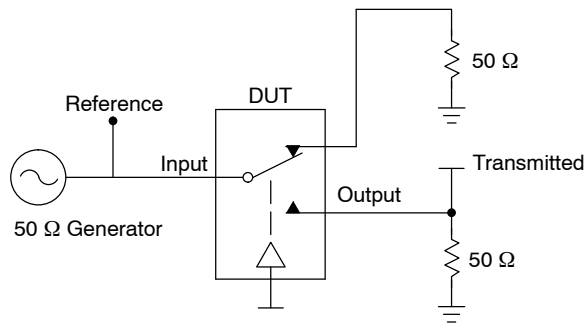 50 Ω
DUT
Reference
Input
Transmitted
Output
50 Ω Generator
50 Ω